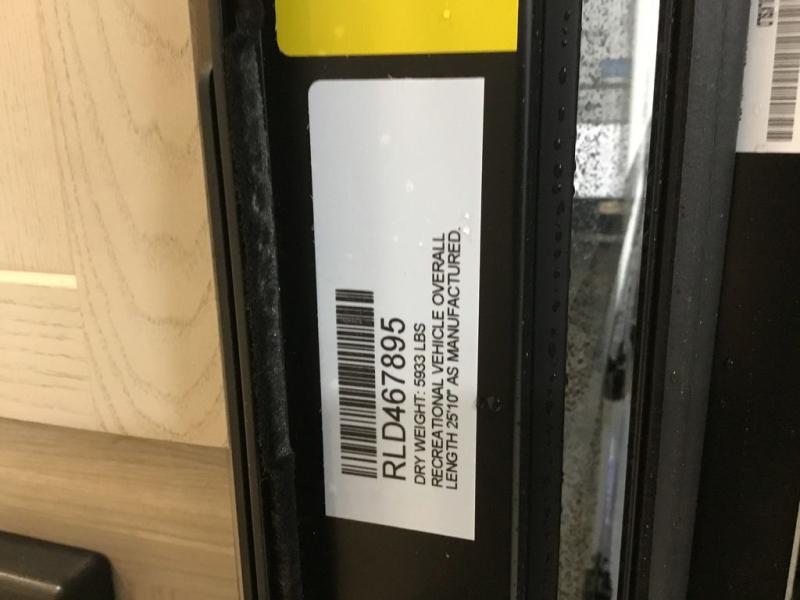 RLD467895
DRY WEIGHT: 5933 LBS
RECREATIONAL VEHICLE OVERALL
LENGTH 25'10" AS MANUFACTURED.